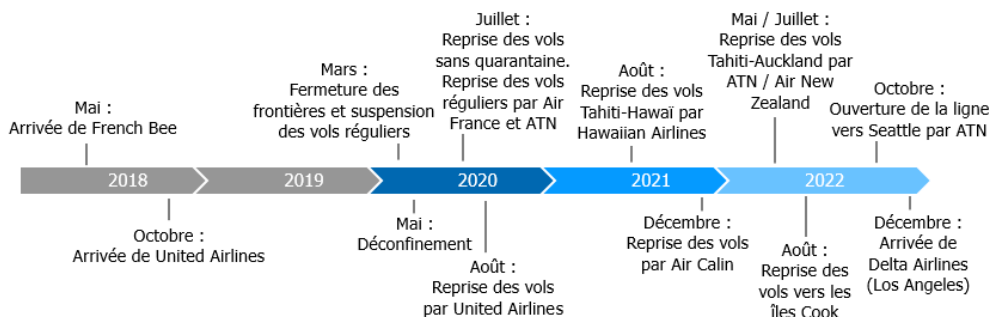 Mai :
Arrivée de French Bee
Mars :
Fermeture des
frontières et suspension
des vols réguliers
Juillet :
Reprise des vols
sans quarantaine.
Reprise des vols
réguliers par Air
France et ATN
Août :
Reprise des vols
Tahiti-Hawaï par
Hawaiian Airlines
Mai / Juillet :
Reprise des vols
Tahiti-Auckland par
ATN / Air New
Zealand
Octobre :
Ouverture de la ligne
vers Seattle par ATN
2018
2019
2020
2021
2022
Octobre :
Arrivée de United Airlines
Mai :
Déconfinement
Août :
Reprise des vols
par United Airlines
Décembre :
Reprise des vols
par Air Calin
Août :
Reprise des
vols vers les
îles Cook
Décembre :
Arrivée de
Delta Airlines
(Los Angeles)